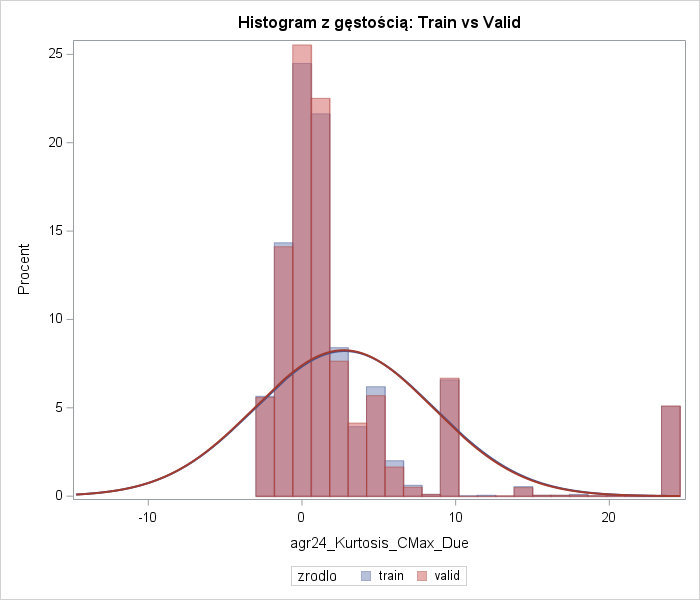 Histogram z gęstością: Train vs Valid
25
20
15
10
5
0
Procent
-10
0
10
20
agr24_Kurtosis_CMax_Due
zrodlo train valid